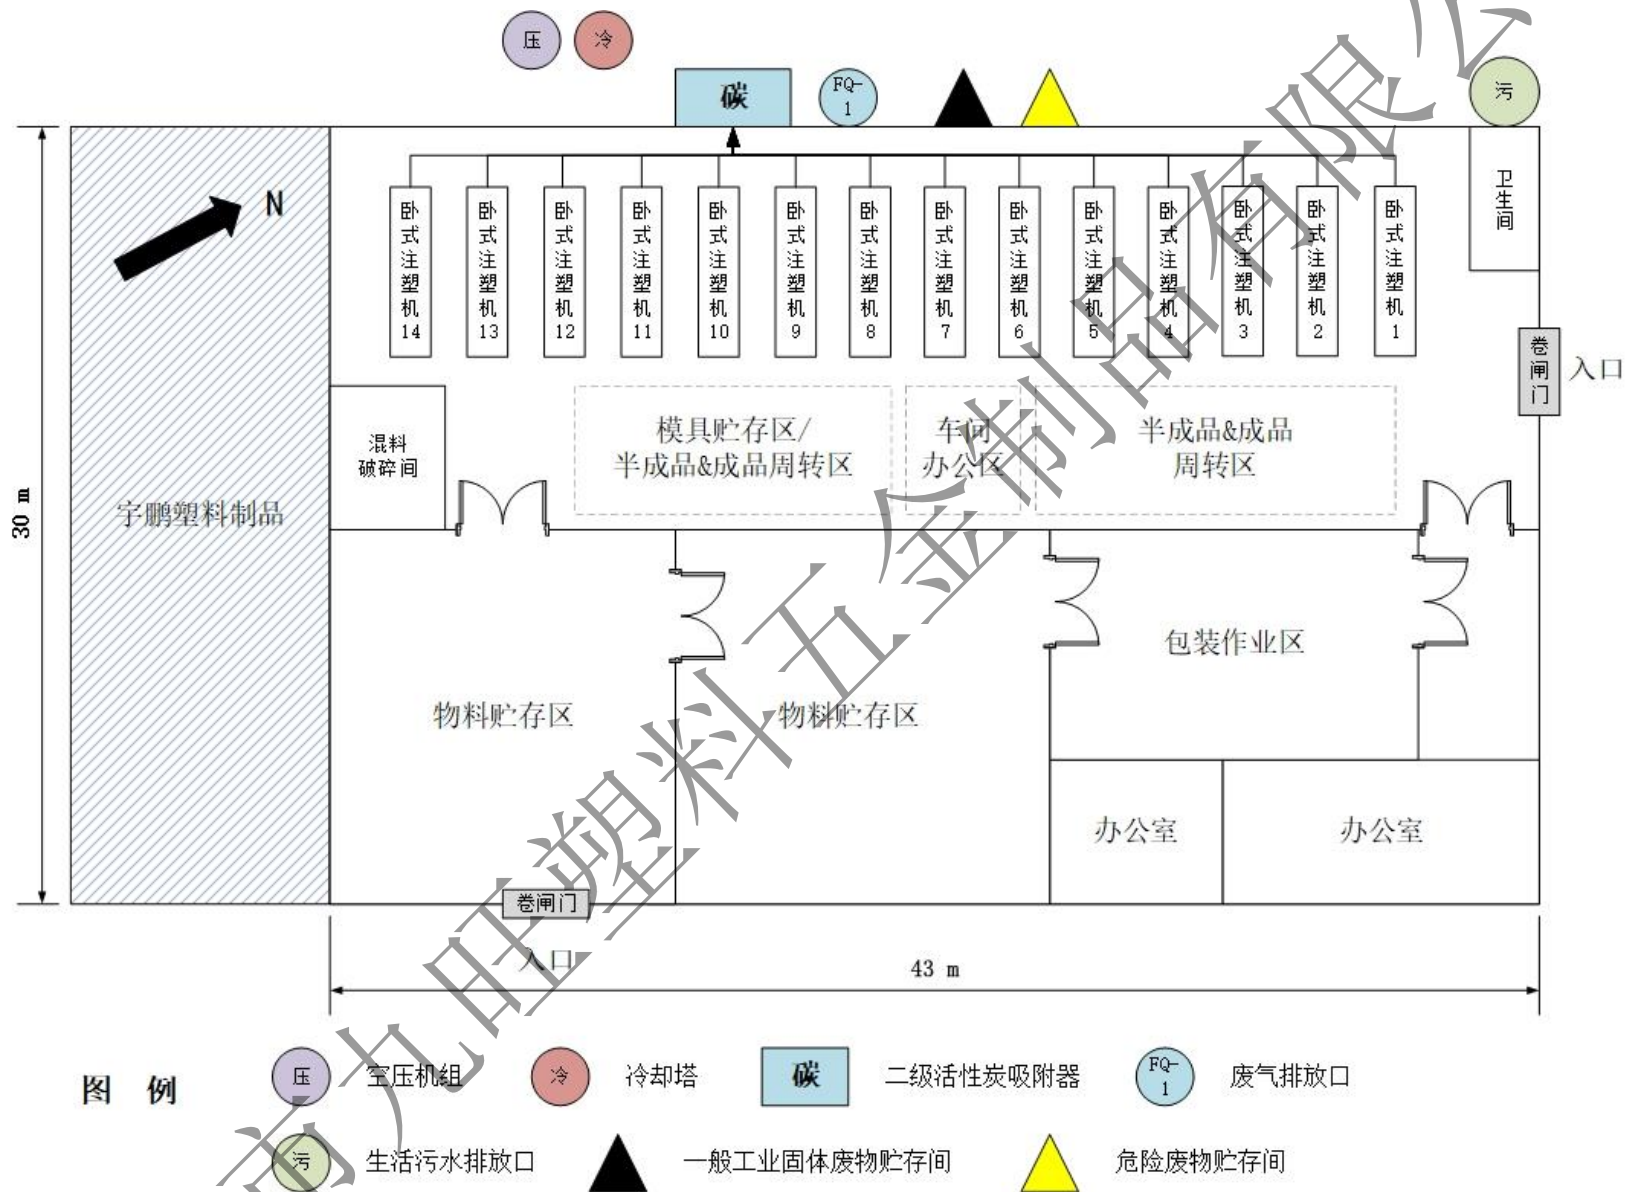 压 冷
碳 FQ-1 污
N
卫生间
卧式注塑机14
卧式注塑机13
卧式注塑机12
卧式注塑机11
卧式注塑机10
卧式注塑机9
卧式注塑机8
卧式注塑机7
卧式注塑机6
卧式注塑机5
卧式注塑机4
卧式注塑机3
卧式注塑机2
卧式注塑机1
卷闸门
入口
混料
破碎间
模具贮存区/
半成品&成品周转区
车间
办公区
半成品&成品
周转区
宇鹏塑料制品
30 m
物料贮存区
物料贮存区
包装作业区
办公室
办公室
卷闸门
入口
43 m
图 例
压 空压机组
冷 冷却塔
碳 二级活性炭吸附器
FQ-1 废气排放口
污 生活污水排放口
一般工业固体废物贮存间
危险废物贮存间
市九旺塑料五金制品有限公